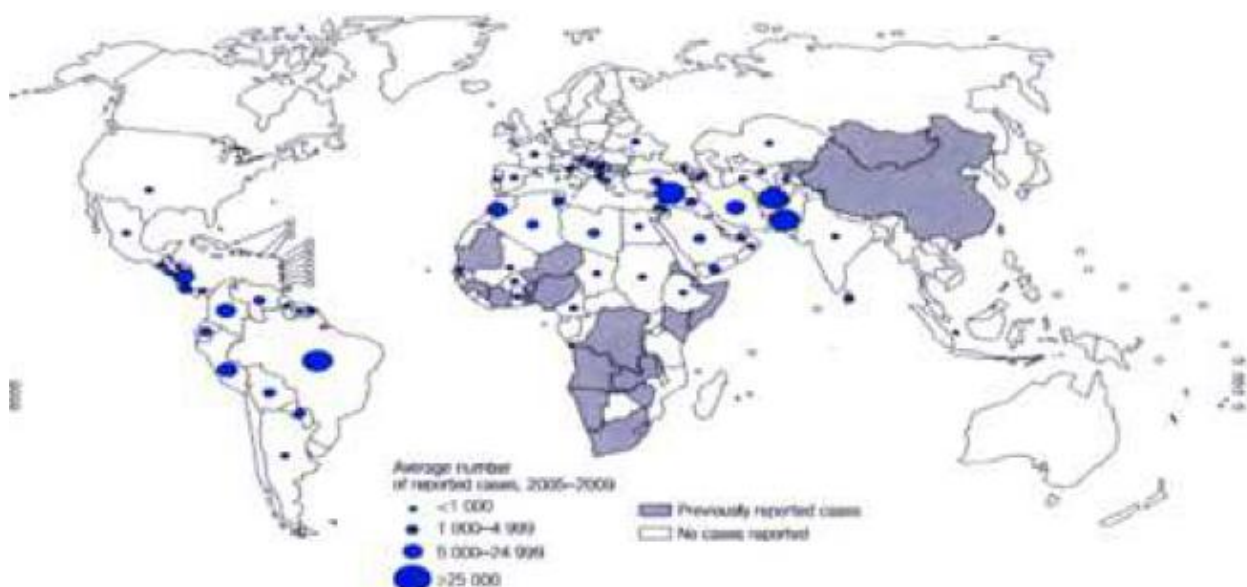 Average number
of reported cases, 2005–2009
<1 000
1 000–4 999
5 000–24 999
≥25 000
Previously reported cases
No cases reported